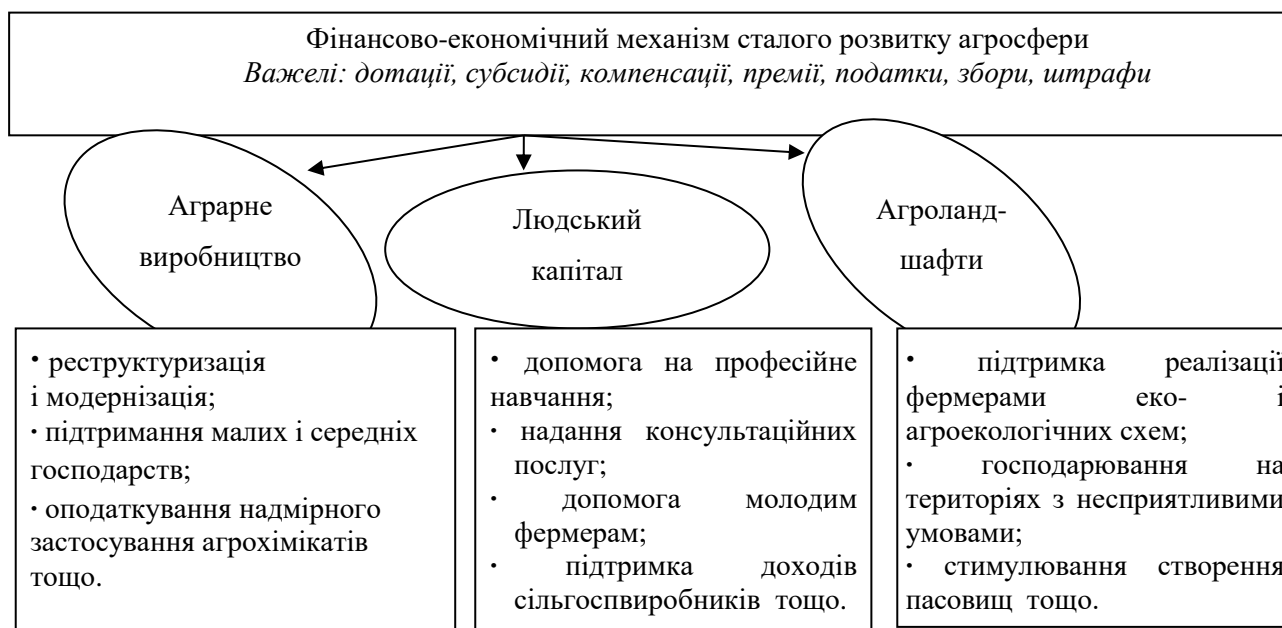 Фінансово-економічний механізм сталого розвитку агросфери
Важелі: дотації, субсидії, компенсації, премії, податки, збори, штрафи
Аграрне
виробництво
Людський
капітал
Агроланд-
шафти
· реструктуризація
і модернізація;
· підтримання малих і середніх
господарств;
· оподаткування надмірного
застосування агрохімікатів
тощо.
· допомога на професійне
навчання;
· надання консультаційних
послуг;
· допомога молодим
фермерам;
· підтримка доходів
сільгоспвиробників тощо.
· підтримка реалізації
фермерами еко- і
агроекологічних схем;
· господарювання на
територіях з несприятливими
умовами;
· стимулювання створення
пасовищ тощо.